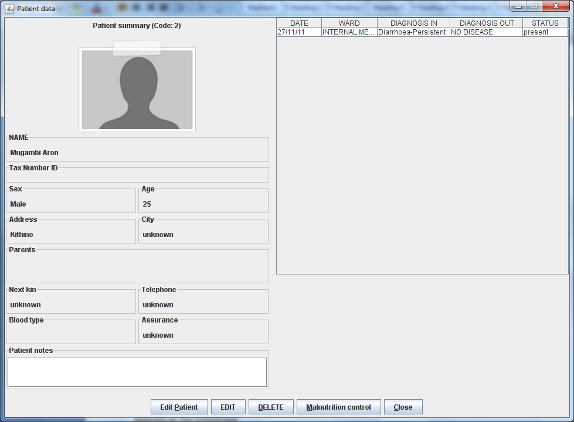 Patient data
Patient summary (Code: 2)
NAME
Mugambi Aron
Tax Number ID
Sex Age
Male 25
Address City
Kithino unknown
Parents
Next kin Telephone
unknown unknown
Blood type Assurance
unknown
Patient notes
DATE WARD DIAGNOSIS IN DIAGNOSIS OUT STATUS
27/11/11 INTERNAL ME... Diarrhoea-Persistent NO DISEASE present
Edit Patient EDIT DELETE Malnutrition control Close